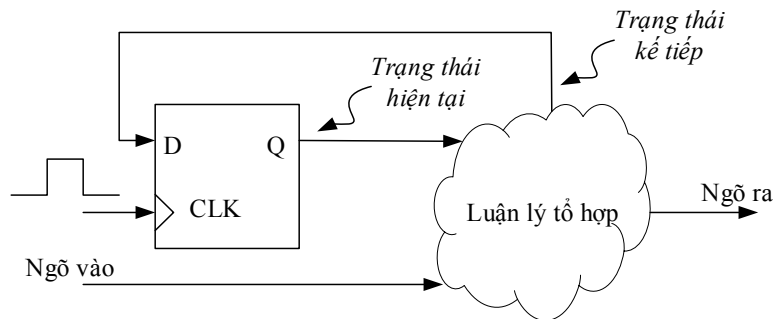 Trạng thái
kế tiếp
Trạng thái
hiện tại
D
Q
CLK
Luận lý tổ hợp
Ngõ ra
Ngõ vào